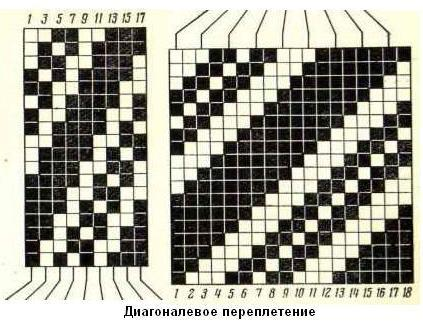 1 3 5 7 9 11 13 15 17
1 2 3 4 5 6 7 8 9 10 11 12 13 14 15 16 17 18
Диагоналевое переплетение